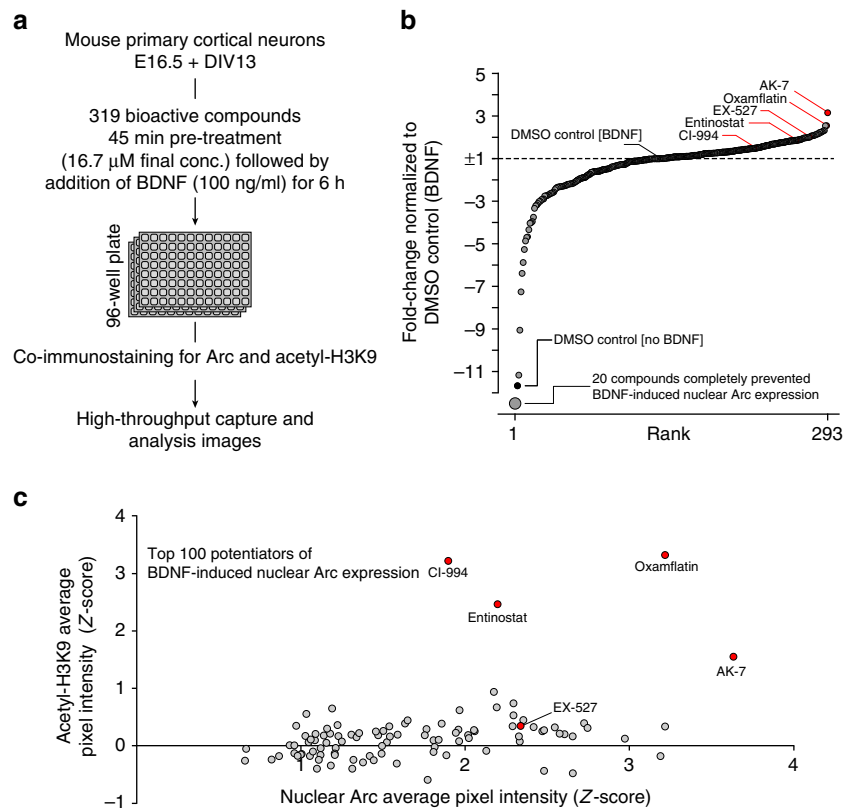 a
Mouse primary cortical neurons
E16.5 + DIV13
319 bioactive compounds
45 min pre-treatment
(16.7 μM final conc.) followed by
addition of BDNF (100 ng/ml) for 6 h
96-well plate
Co-immunostaining for Arc and acetyl-H3K9
High-throughput capture and
analysis images
b
Fold-change normalized to
DMSO control (BDNF)
5
3
±1
−3
−5
−7
−9
−11
AK-7
Oxamflatin
EX-527
Entinostat
CI-994
DMSO control [BDNF]
DMSO control [no BDNF]
20 compounds completely prevented
BDNF-induced nuclear Arc expression
1
Rank
293
c
Acetyl-H3K9 average
pixel intensity (Z-score)
4
3
2
1
0
−1
Top 100 potentiators of
BDNF-induced nuclear Arc expression
CI-994
Oxamflatin
Entinostat
AK-7
EX-527
1
2
3
4
Nuclear Arc average pixel intensity (Z-score)